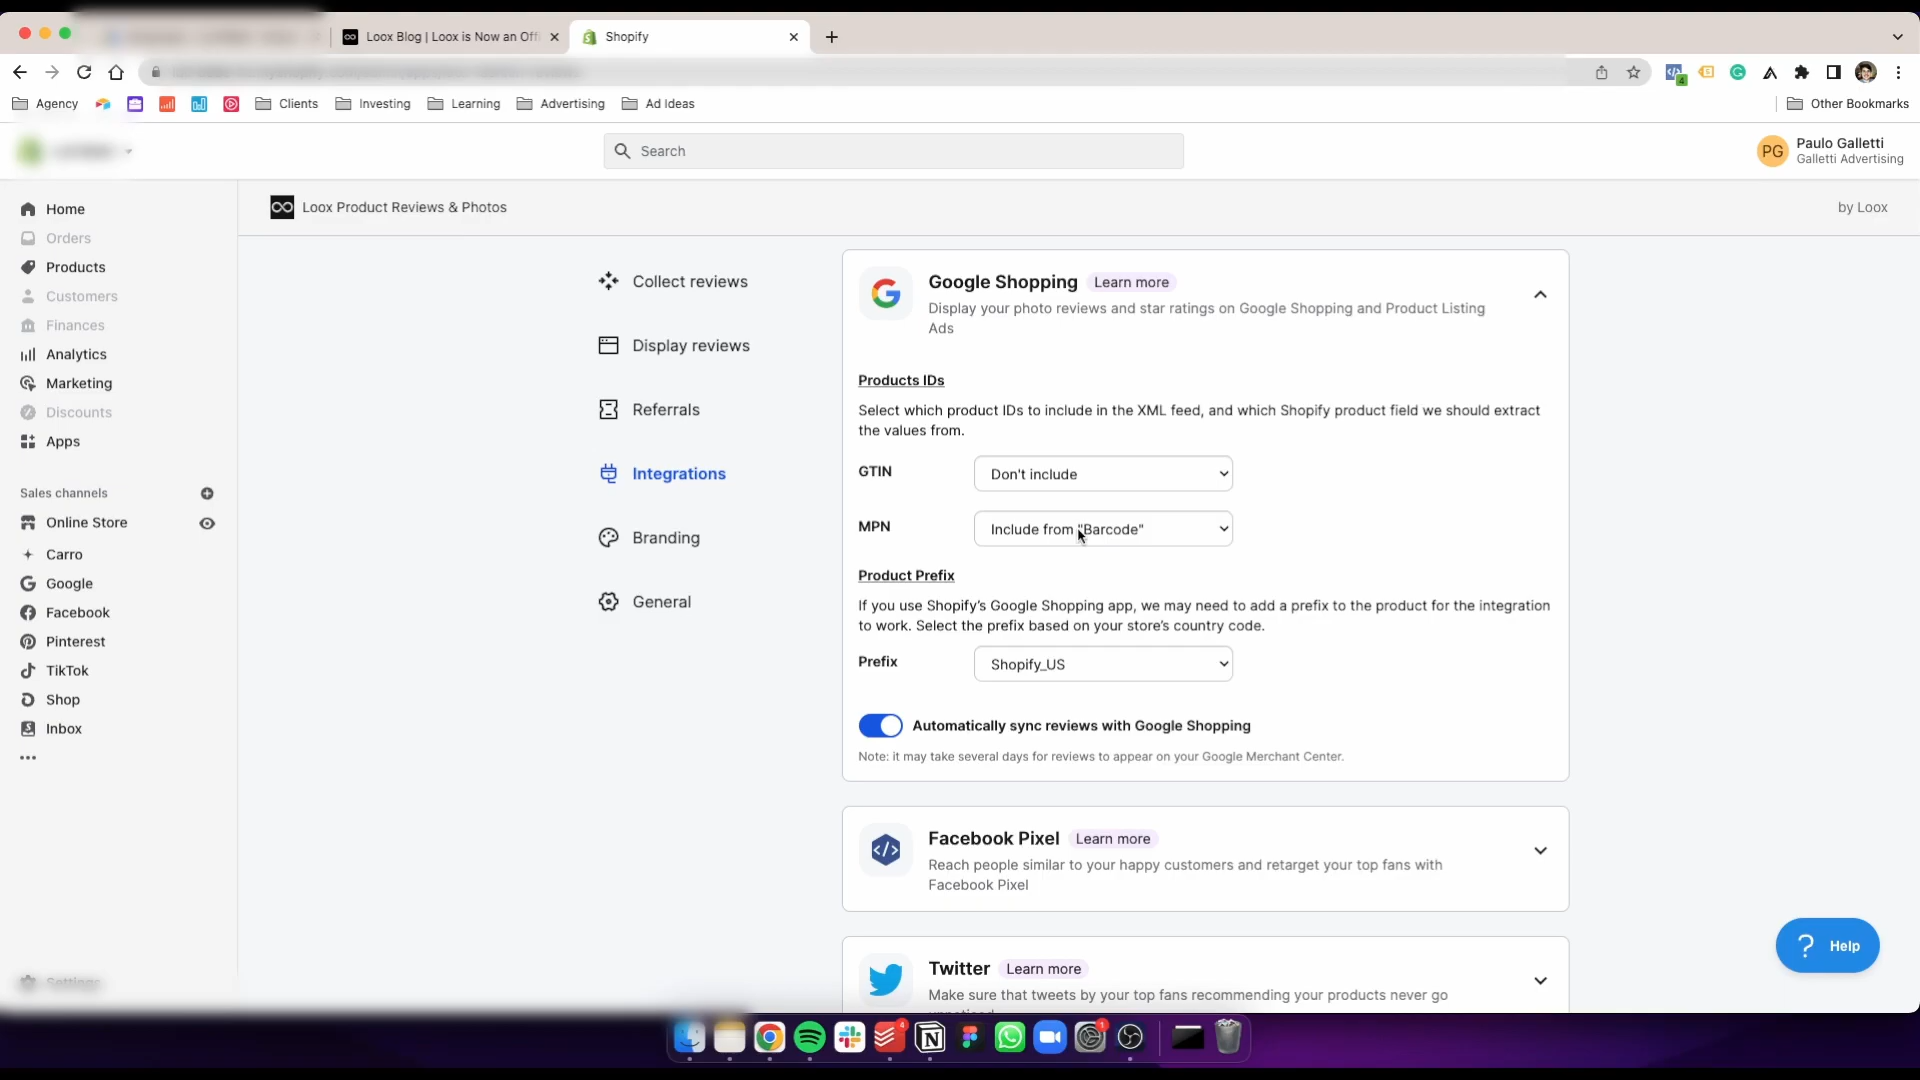 Loox Blog | Loox is Now an Offi
Shopify
Agency
Clients
Investing
Learning
Advertising
Ad Ideas
Other Bookmarks
Search
PG
Paulo Galletti
Galletti Advertising
Home
Orders
Products
Customers
Finances
Analytics
Marketing
Discounts
Apps
Sales channels
Online Store
Carro
Google
Facebook
Pinterest
TikTok
Shop
Inbox
Settings
Loox Product Reviews & Photos
by Loox
Collect reviews
Display reviews
Referrals
Integrations
Branding
General
Google Shopping Learn more
Display your photo reviews and star ratings on Google Shopping and Product Listing
Ads
Products IDs
Select which product IDs to include in the XML feed, and which Shopify product field we should extract
the values from.
GTIN Don't include
MPN Include from "Barcode"
Product Prefix
If you use Shopify's Google Shopping app, we may need to add a prefix to the product for the integration
to work. Select the prefix based on your store's country code.
Prefix Shopify_US
Automatically sync reviews with Google Shopping
Note: it may take several days for reviews to appear on your Google Merchant Center.
Facebook Pixel Learn more
Reach people similar to your happy customers and retarget your top fans with
Facebook Pixel
Twitter Learn more
Make sure that tweets by your top fans recommending your products never go
? Help